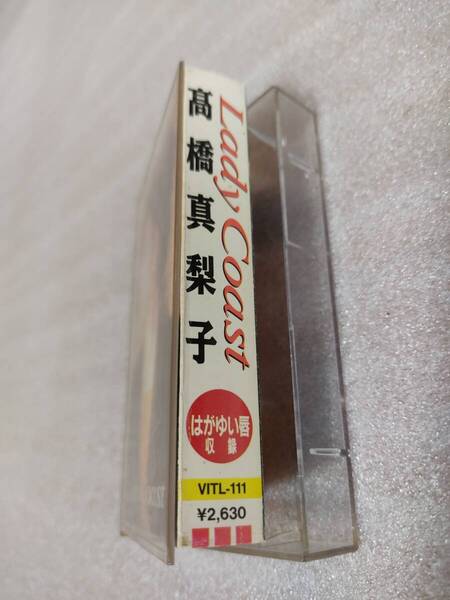 Lady Coast
髙橋真梨子
はがゆい唇
収録
VITL-111
¥2,630